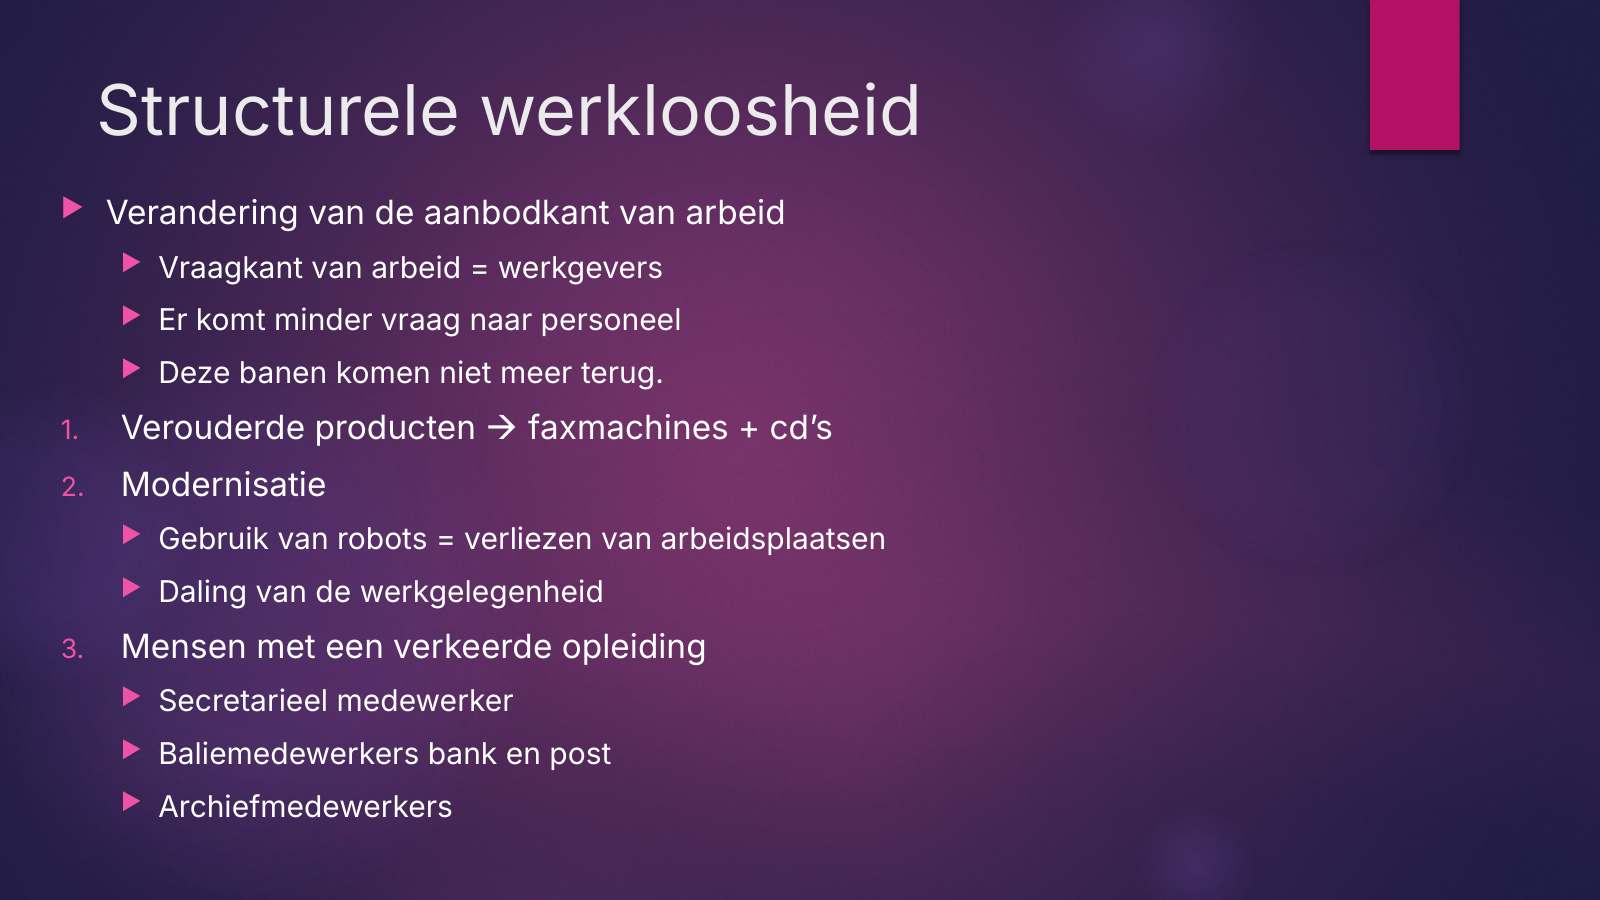 Structurele werkloosheid
Verandering van de aanbodkant van arbeid
Vraagkant van arbeid = werkgevers
Er komt minder vraag naar personeel
Deze banen komen niet meer terug.
1. Verouderde producten → faxmachines + cd’s
2. Modernisatie
Gebruik van robots = verliezen van arbeidsplaatsen
Daling van de werkgelegenheid
3. Mensen met een verkeerde opleiding
Secretarieel medewerker
Baliemedewerkers bank en post
Archiefmedewerkers